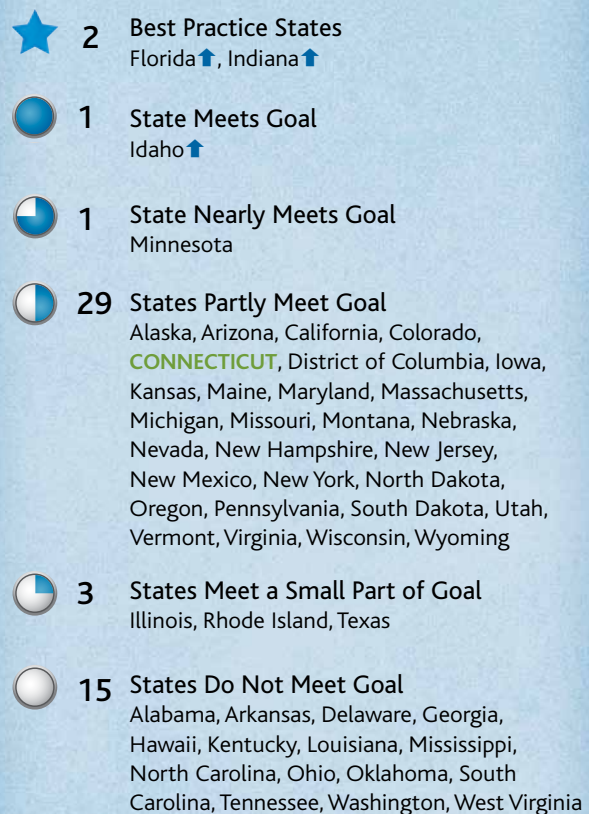 2 Best Practice States
Florida⬆, Indiana⬆
1 State Meets Goal
Idaho⬆
1 State Nearly Meets Goal
Minnesota
29 States Partly Meet Goal
Alaska, Arizona, California, Colorado,
CONNECTICUT, District of Columbia, Iowa,
Kansas, Maine, Maryland, Massachusetts,
Michigan, Missouri, Montana, Nebraska,
Nevada, New Hampshire, New Jersey,
New Mexico, New York, North Dakota,
Oregon, Pennsylvania, South Dakota, Utah,
Vermont, Virginia, Wisconsin, Wyoming
3 States Meet a Small Part of Goal
Illinois, Rhode Island, Texas
15 States Do Not Meet Goal
Alabama, Arkansas, Delaware, Georgia,
Hawaii, Kentucky, Louisiana, Mississippi,
North Carolina, Ohio, Oklahoma, South
Carolina, Tennessee, Washington, West Virginia